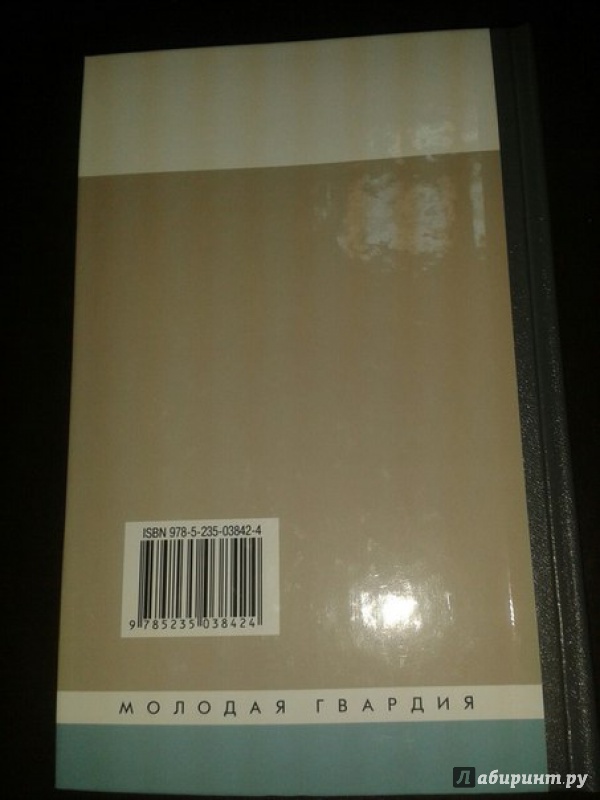 ISBN 978-5-235-03842-4
9 785235 038424
МОЛОДАЯ ГВАРДИЯ
Лабиринт.ру